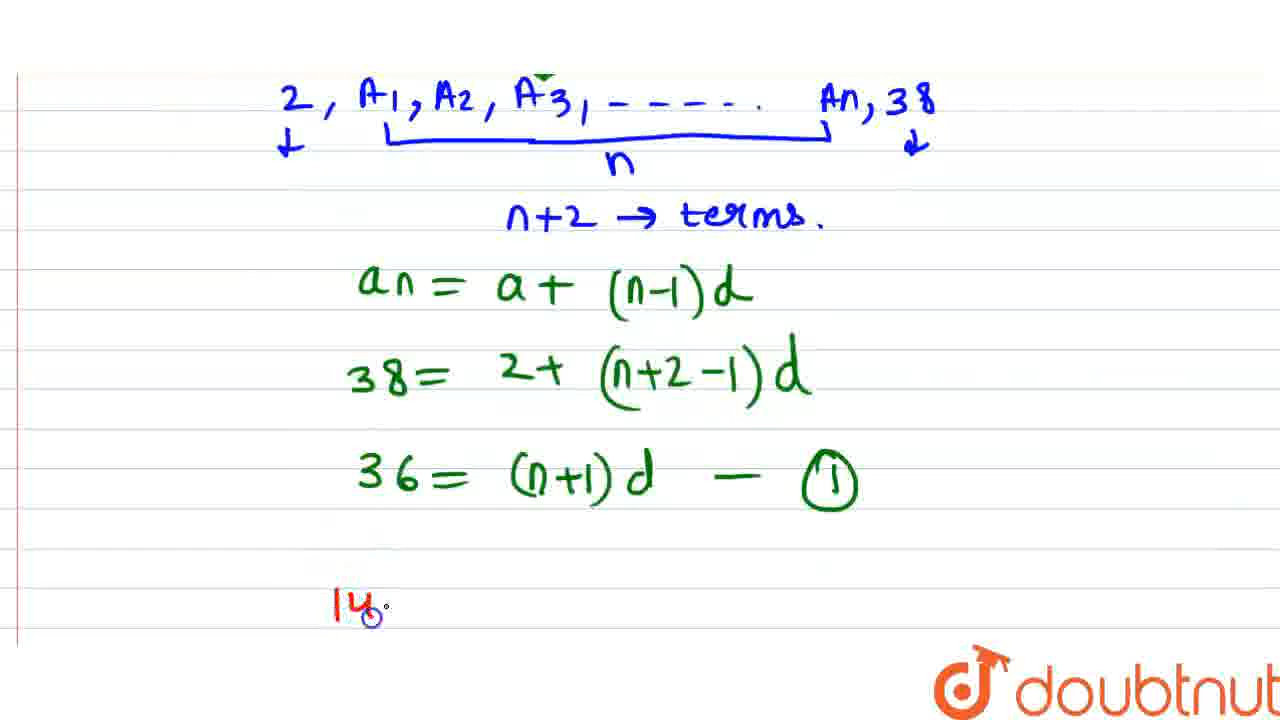 2, A1, A2, A3, - - - - - . An, 38
n
n+2 → terms.
an = a + (n-1)d
38 = 2 + (n+2-1)d
36 = (n+1)d — ①
14
doubtnut